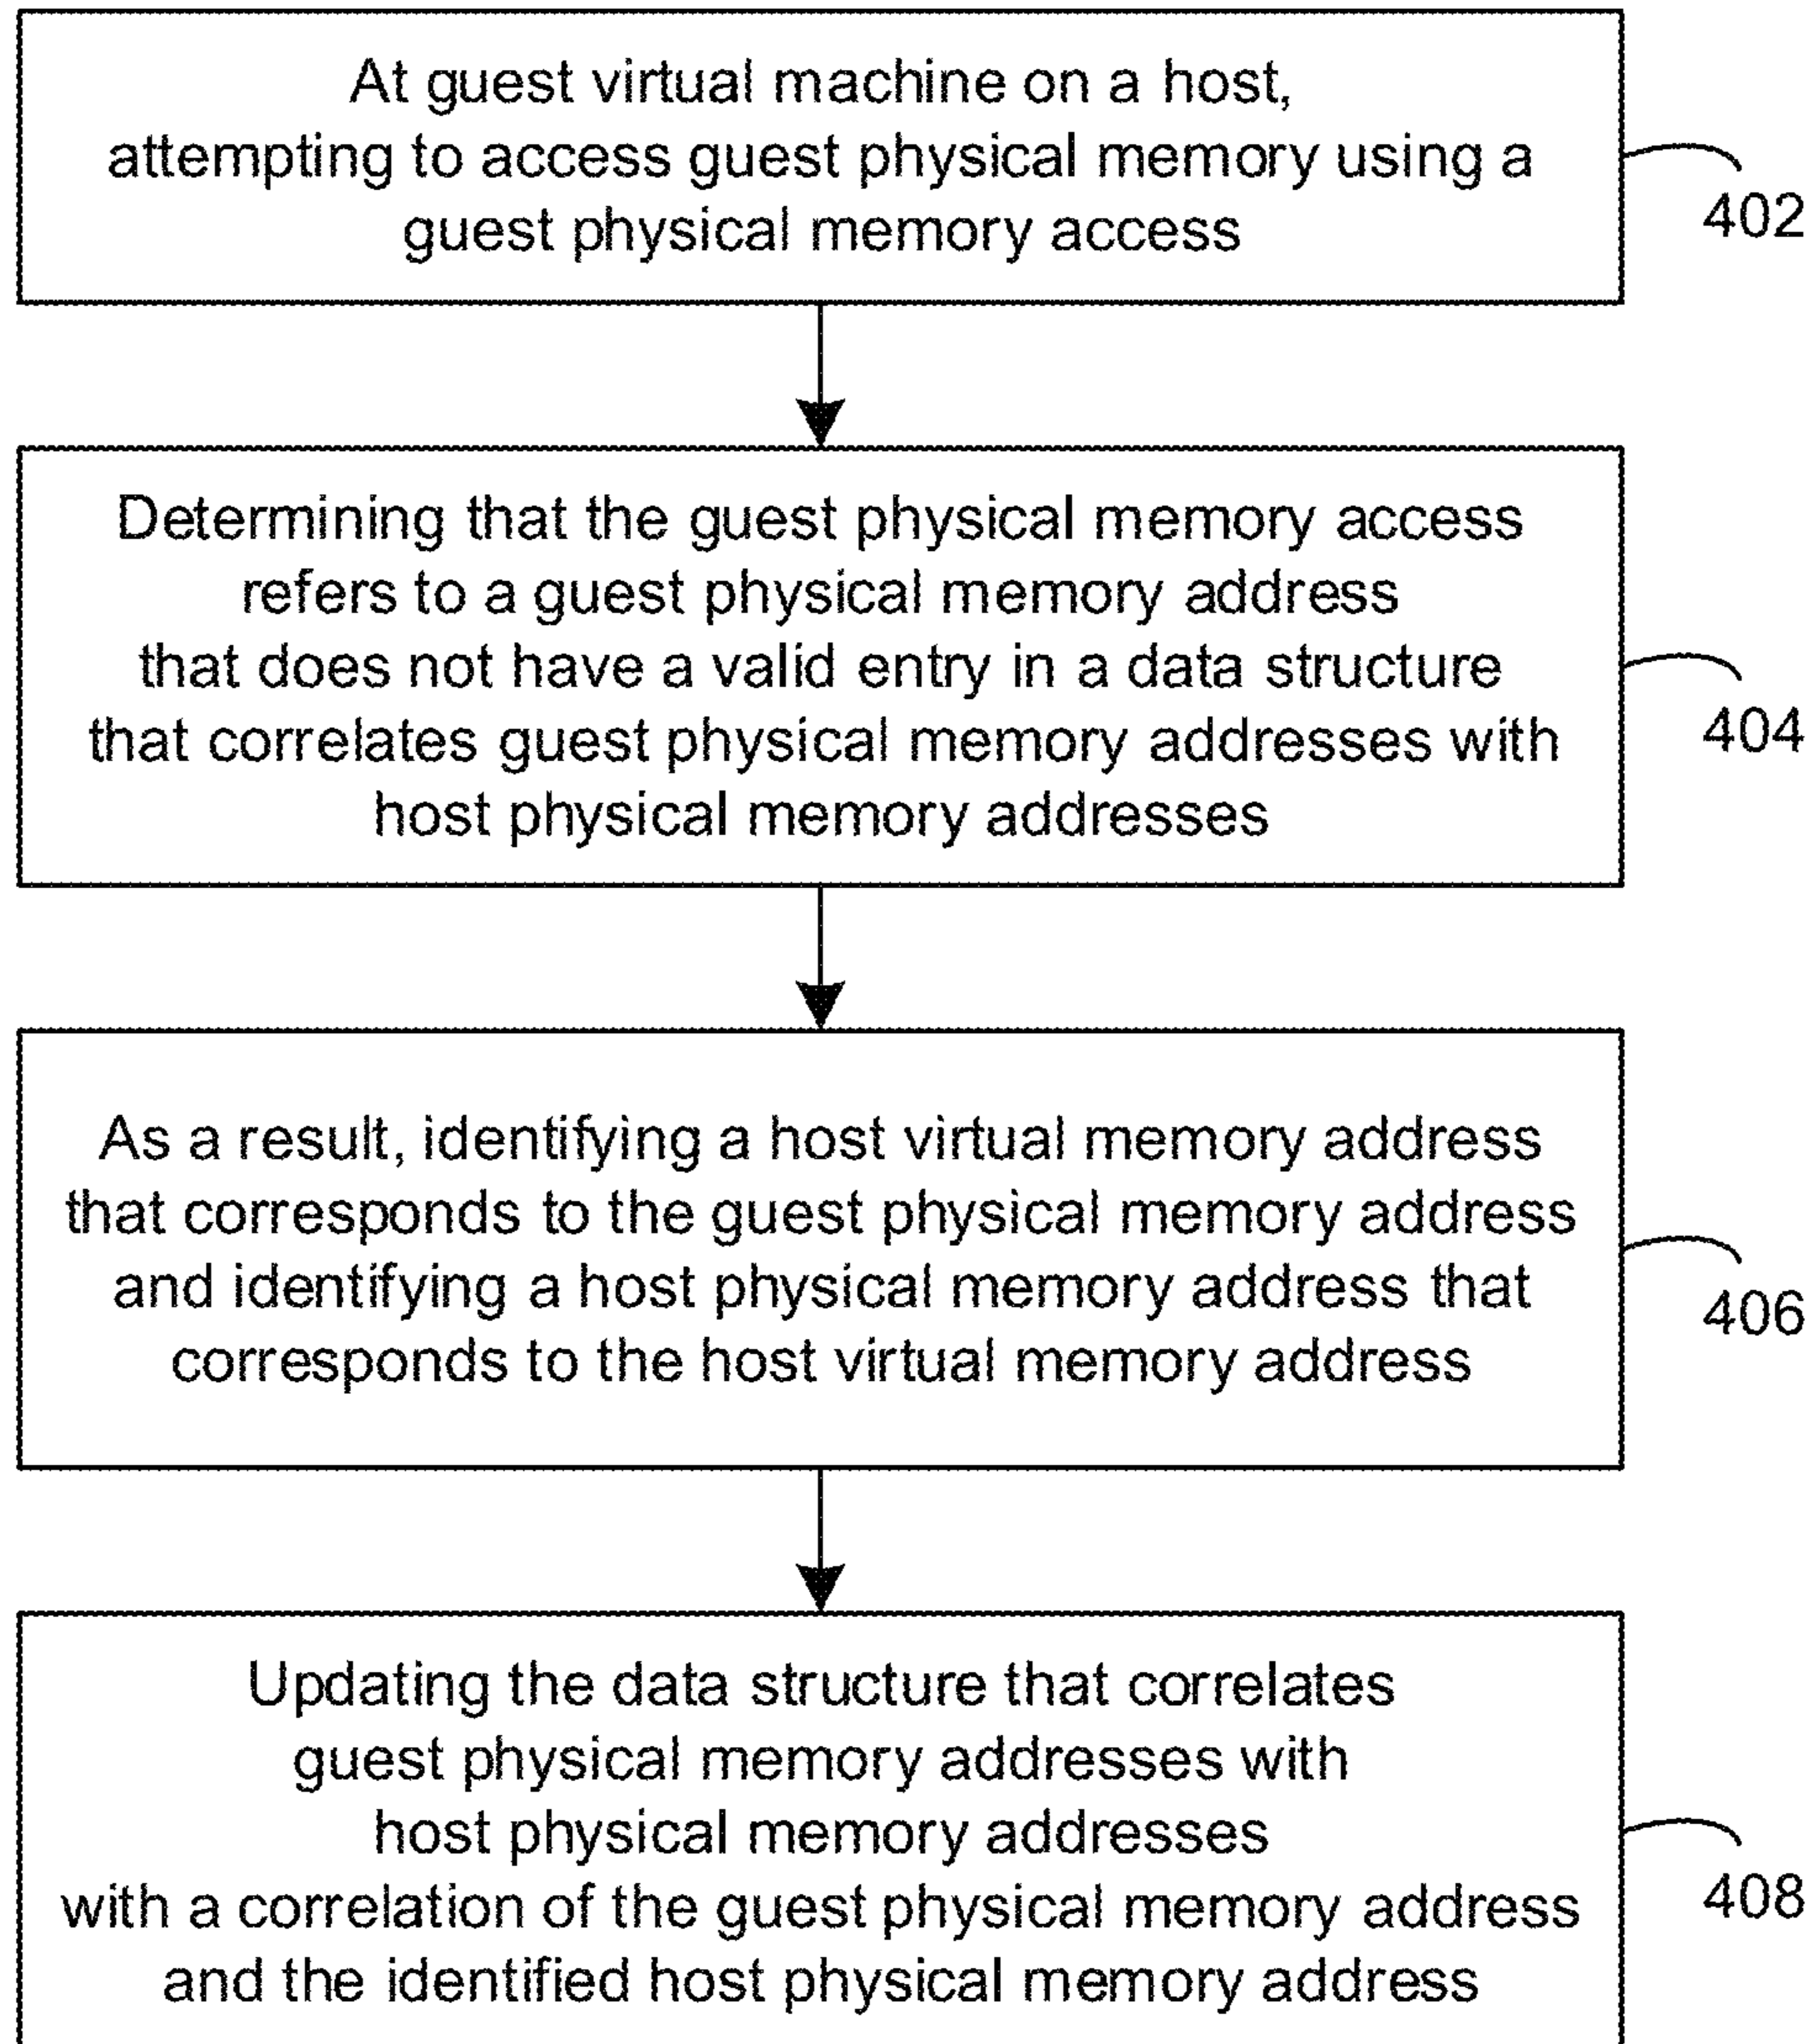 At guest virtual machine on a host,
attempting to access guest physical memory using a
guest physical memory access
402
Determining that the guest physical memory access
refers to a guest physical memory address
that does not have a valid entry in a data structure
that correlates guest physical memory addresses with
host physical memory addresses
404
As a result, identifying a host virtual memory address
that corresponds to the guest physical memory address
and identifying a host physical memory address that
corresponds to the host virtual memory address
406
Updating the data structure that correlates
guest physical memory addresses with
host physical memory addresses
with a correlation of the guest physical memory address
and the identified host physical memory address
408